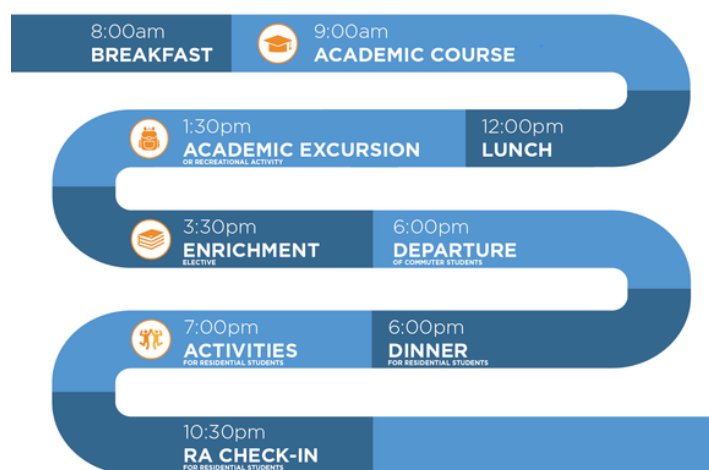 8:00am
BREAKFAST
9:00am
ACADEMIC COURSE
12:00pm
LUNCH
1:30pm
ACADEMIC EXCURSION
OR RECREATIONAL ACTIVITY
3:30pm
ENRICHMENT
ELECTIVE
6:00pm
DEPARTURE
OF COMMUTER STUDENTS
6:00pm
DINNER
FOR RESIDENTIAL STUDENTS
7:00pm
ACTIVITIES
FOR RESIDENTIAL STUDENTS
10:30pm
RA CHECK-IN
FOR RESIDENTIAL STUDENTS